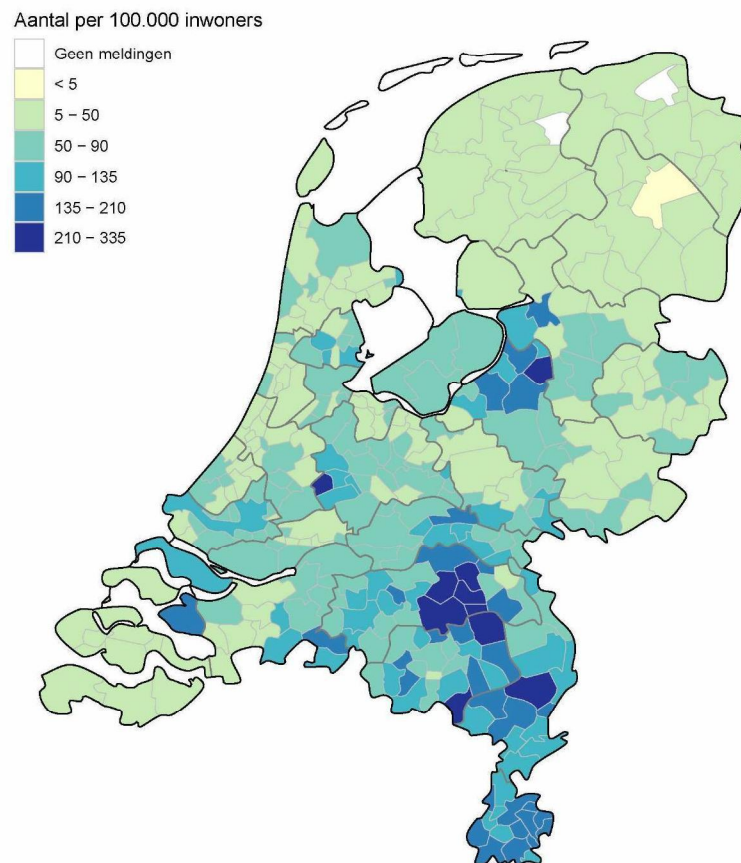 Aantal per 100.000 inwoners
Geen meldingen
< 5
5 − 50
50 − 90
90 − 135
135 − 210
210 − 335